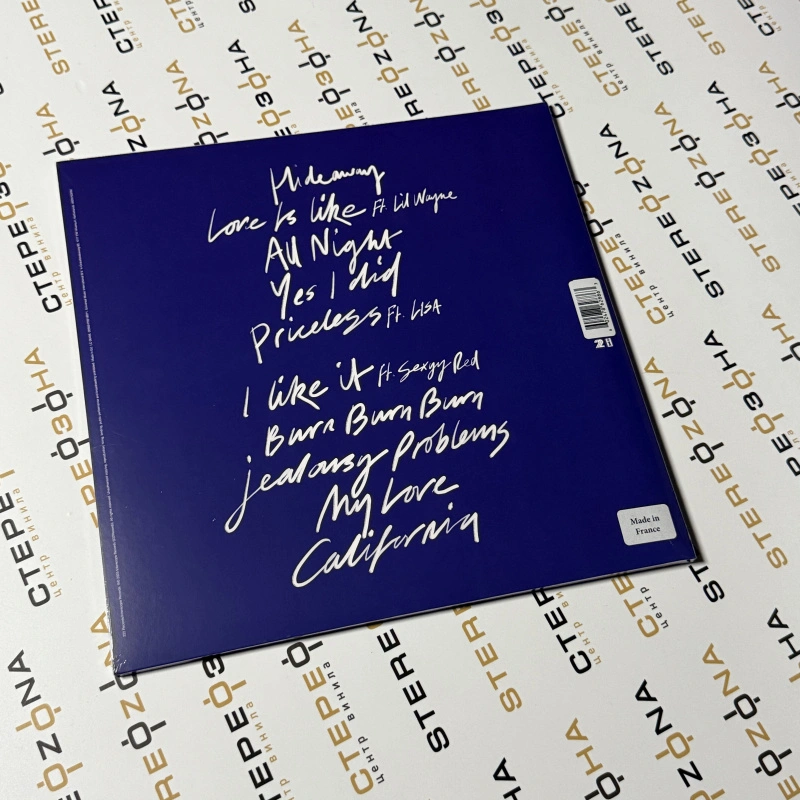 Hideaway
Love Is Like ft. Lil Wayne
All Night
Yes I did
Priceless ft. LISA
I like it ft. Sexyy Red
Burn Burn Burn
jealousy Problems
My Love
California
Made in
France
СТЕРЕОЗОНА
центр винила
STEREOZONA